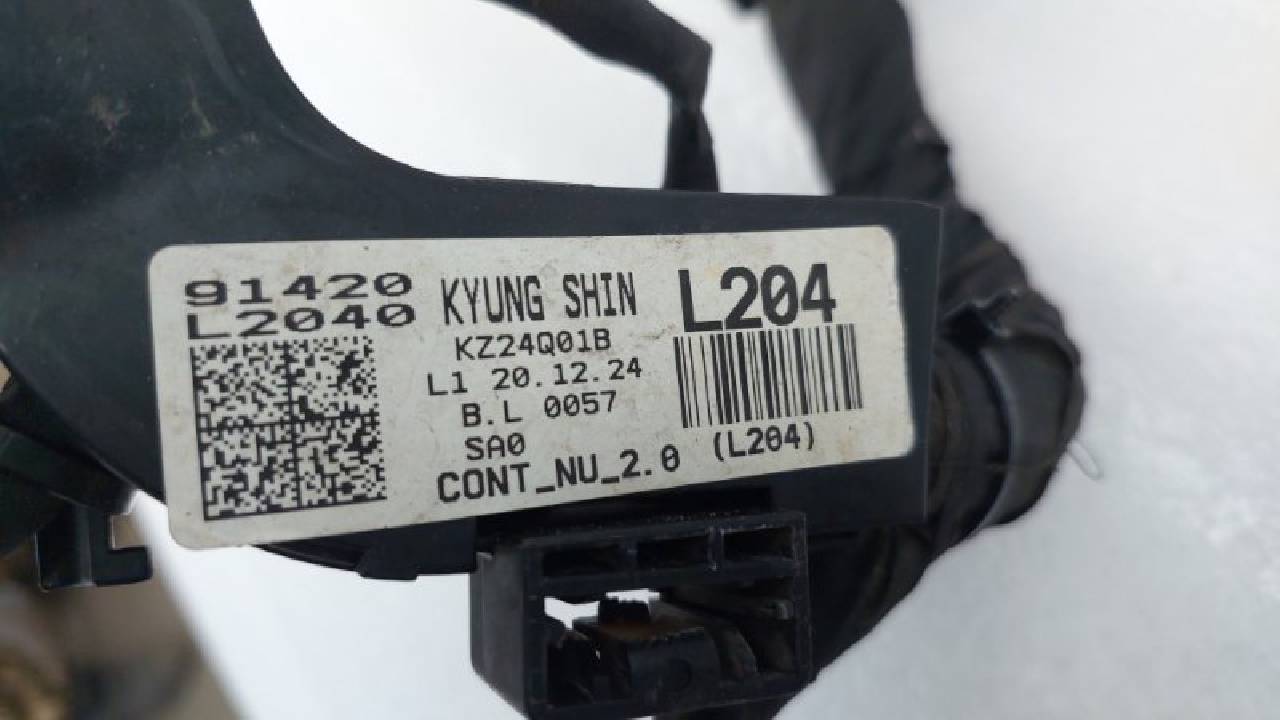 91420
L2040
KYUNG SHIN
KZ24Q01B
L1 20.12.24
B.L 0057
SA0
CONT_NU_2.0
L204
(L204)